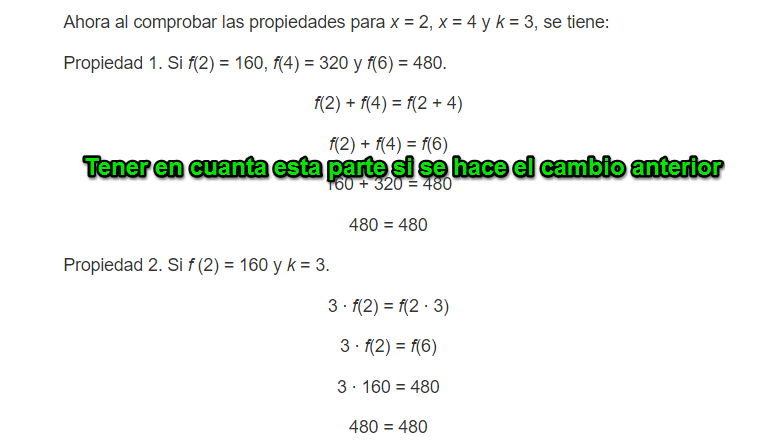 Ahora al comprobar las propiedades para x = 2, x = 4 y k = 3, se tiene:
Propiedad 1. Si f(2) = 160, f(4) = 320 y f(6) = 480.
f(2) + f(4) = f(2 + 4)
f(2) + f(4) = f(6)
Tener en cuanta esta parte si se hace el cambio anterior
160 + 320 = 480
480 = 480
Propiedad 2. Si f (2) = 160 y k = 3.
3 · f(2) = f(2 · 3)
3 · f(2) = f(6)
3 · 160 = 480
480 = 480